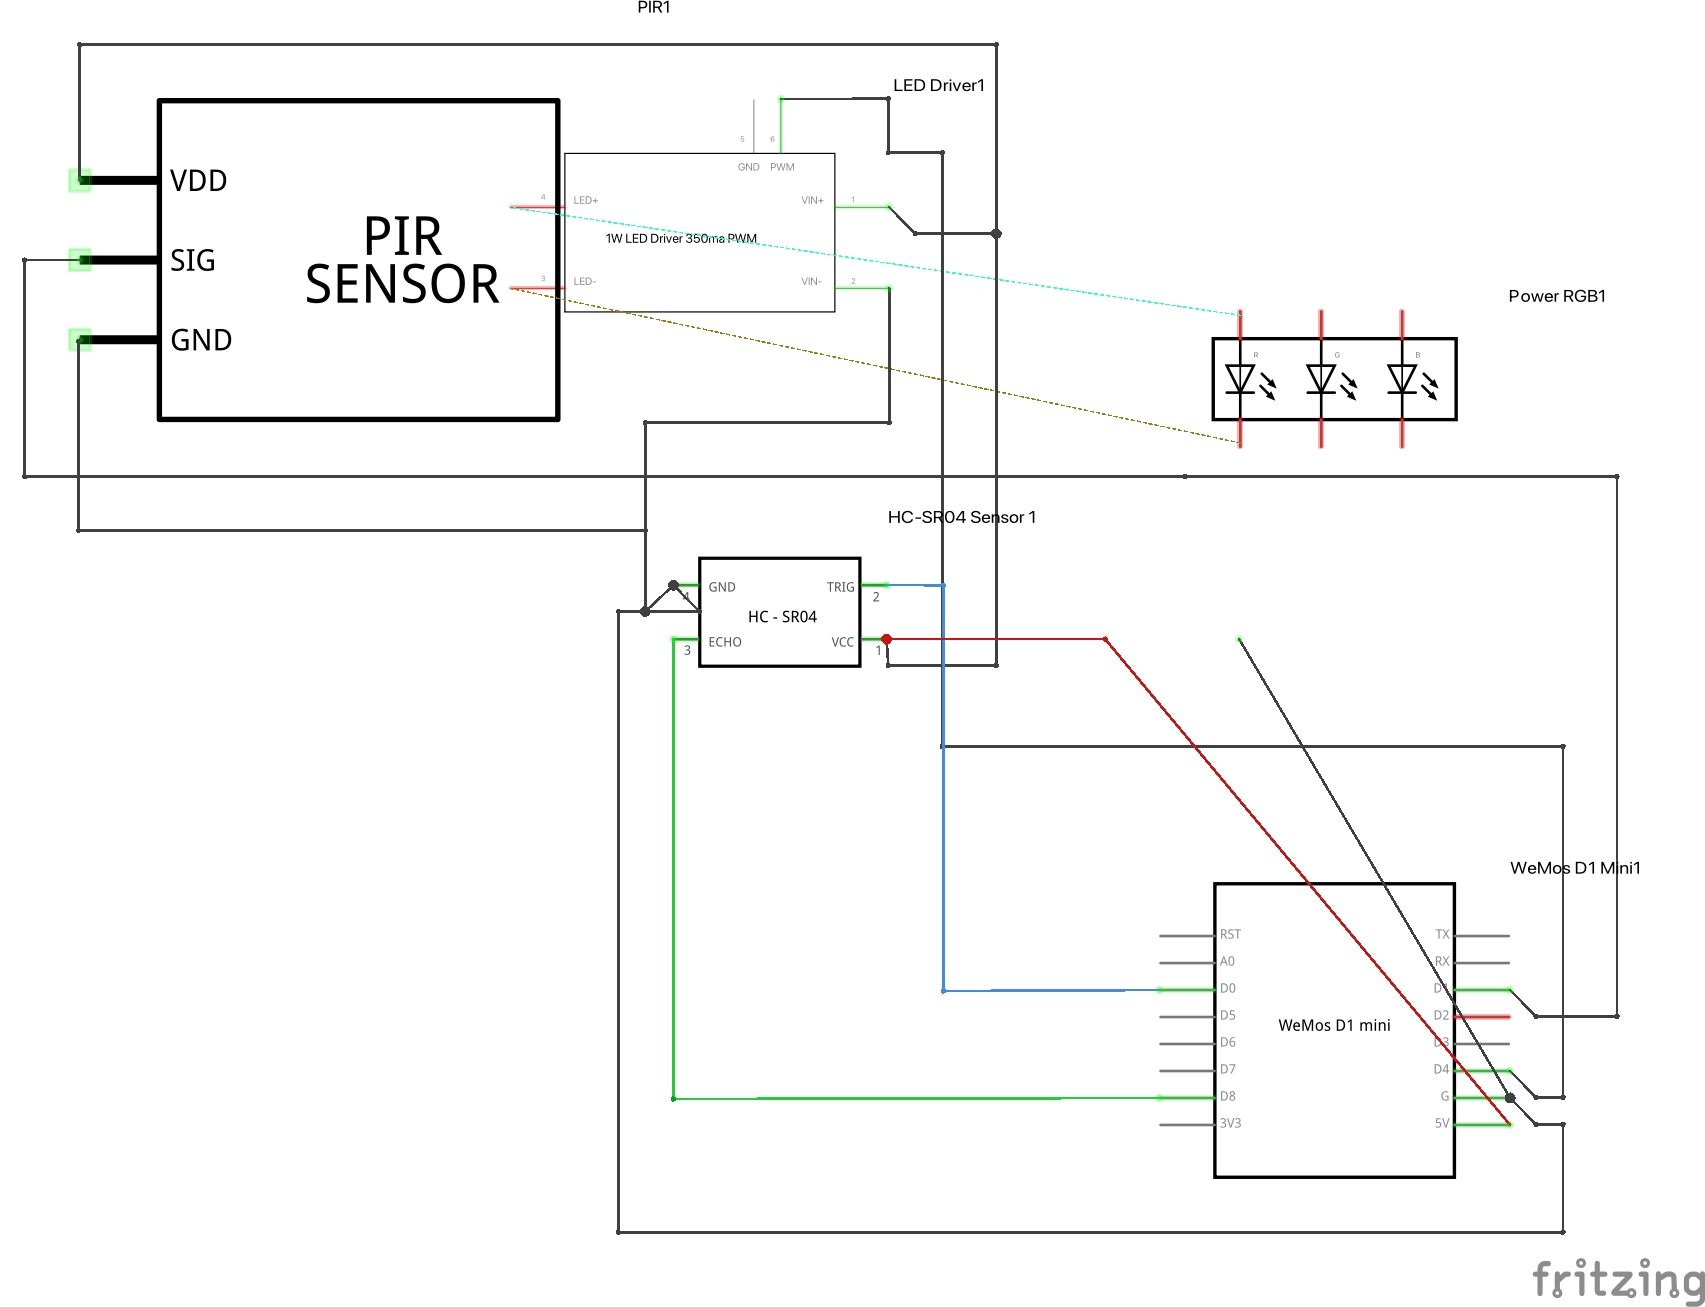 PIR1
LED Driver1
5
6
GND
PWM
VDD
SIG
GND
PIR
SENSOR
4
3
LED+
LED-
1W LED Driver 350ma PWM
VIN+
VIN-
1
2
Power RGB1
R
G
B
HC-SR04 Sensor 1
GND
TRIG
4
2
HC - SR04
ECHO
VCC
3
1
WeMos D1 Mini1
RST
A0
D0
D5
D6
D7
D8
3V3
WeMos D1 mini
TX
RX
D2
D3
D4
G
5V
fritzing